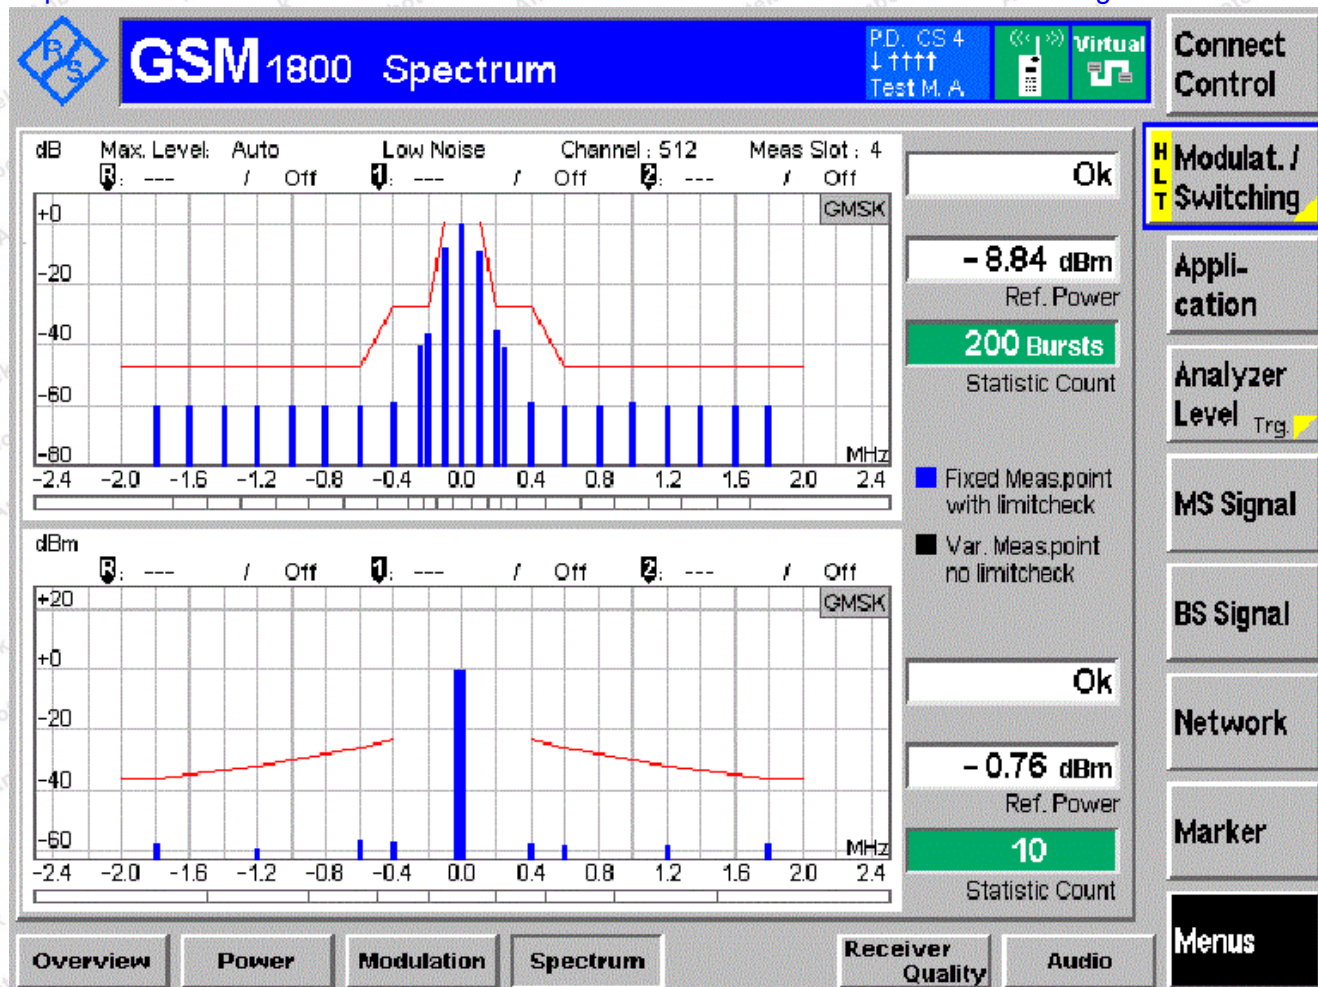 R&S
GSM 1800 Spectrum
P.D. CS 4
↓ ↑↑↑↑
Test M. A.
Virtual
Connect
Control
dB Max. Level: Auto Low Noise Channel : 512 Meas Slot : 4
R: --- / Off 1: --- / Off 2: --- / Off
GMSK
+0
-20
-40
-60
-80
MHz
-2.4 -2.0 -1.6 -1.2 -0.8 -0.4 0.0 0.4 0.8 1.2 1.6 2.0 2.4
Ok
-8.84 dBm
Ref. Power
200 Bursts
Statistic Count
Fixed Meas.point
with limitcheck
Var. Meas.point
no limitcheck
dBm
R: --- / Off 1: --- / Off 2: --- / Off
GMSK
+20
+0
-20
-40
-60
MHz
-2.4 -2.0 -1.6 -1.2 -0.8 -0.4 0.0 0.4 0.8 1.2 1.6 2.0 2.4
Ok
-0.76 dBm
Ref. Power
10
Statistic Count
HLT
Modulat. /
Switching
Appli-
cation
Analyzer
Level Trg.
MS Signal
BS Signal
Network
Marker
Menus
Overview
Power
Modulation
Spectrum
Receiver
Quality
Audio